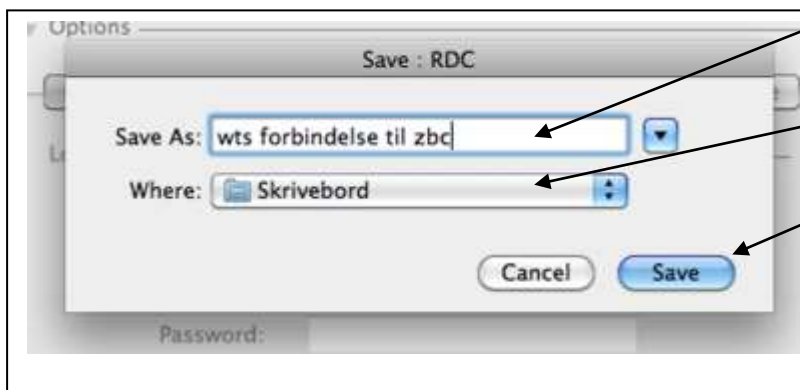 Options
Save : RDC
Save As: wts forbindelse til zbc
Where: Skrivebord
Cancel Save
Password: